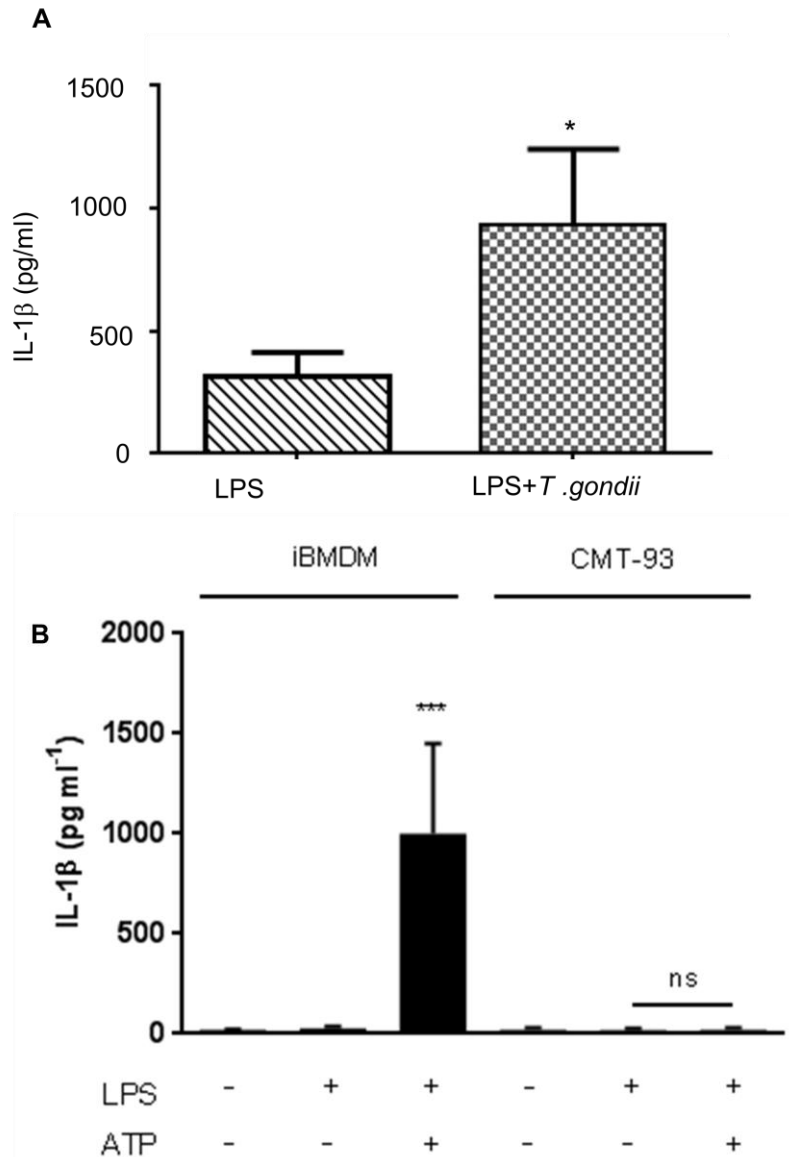 A
1500
*
1000
IL-1β (pg/ml)
500
0
LPS LPS+T .gondii
iBMDM CMT-93
B
2000
***
1500
IL-1β (pg ml-1)
1000
500
ns
0
LPS - + + - + +
ATP - - + - - +